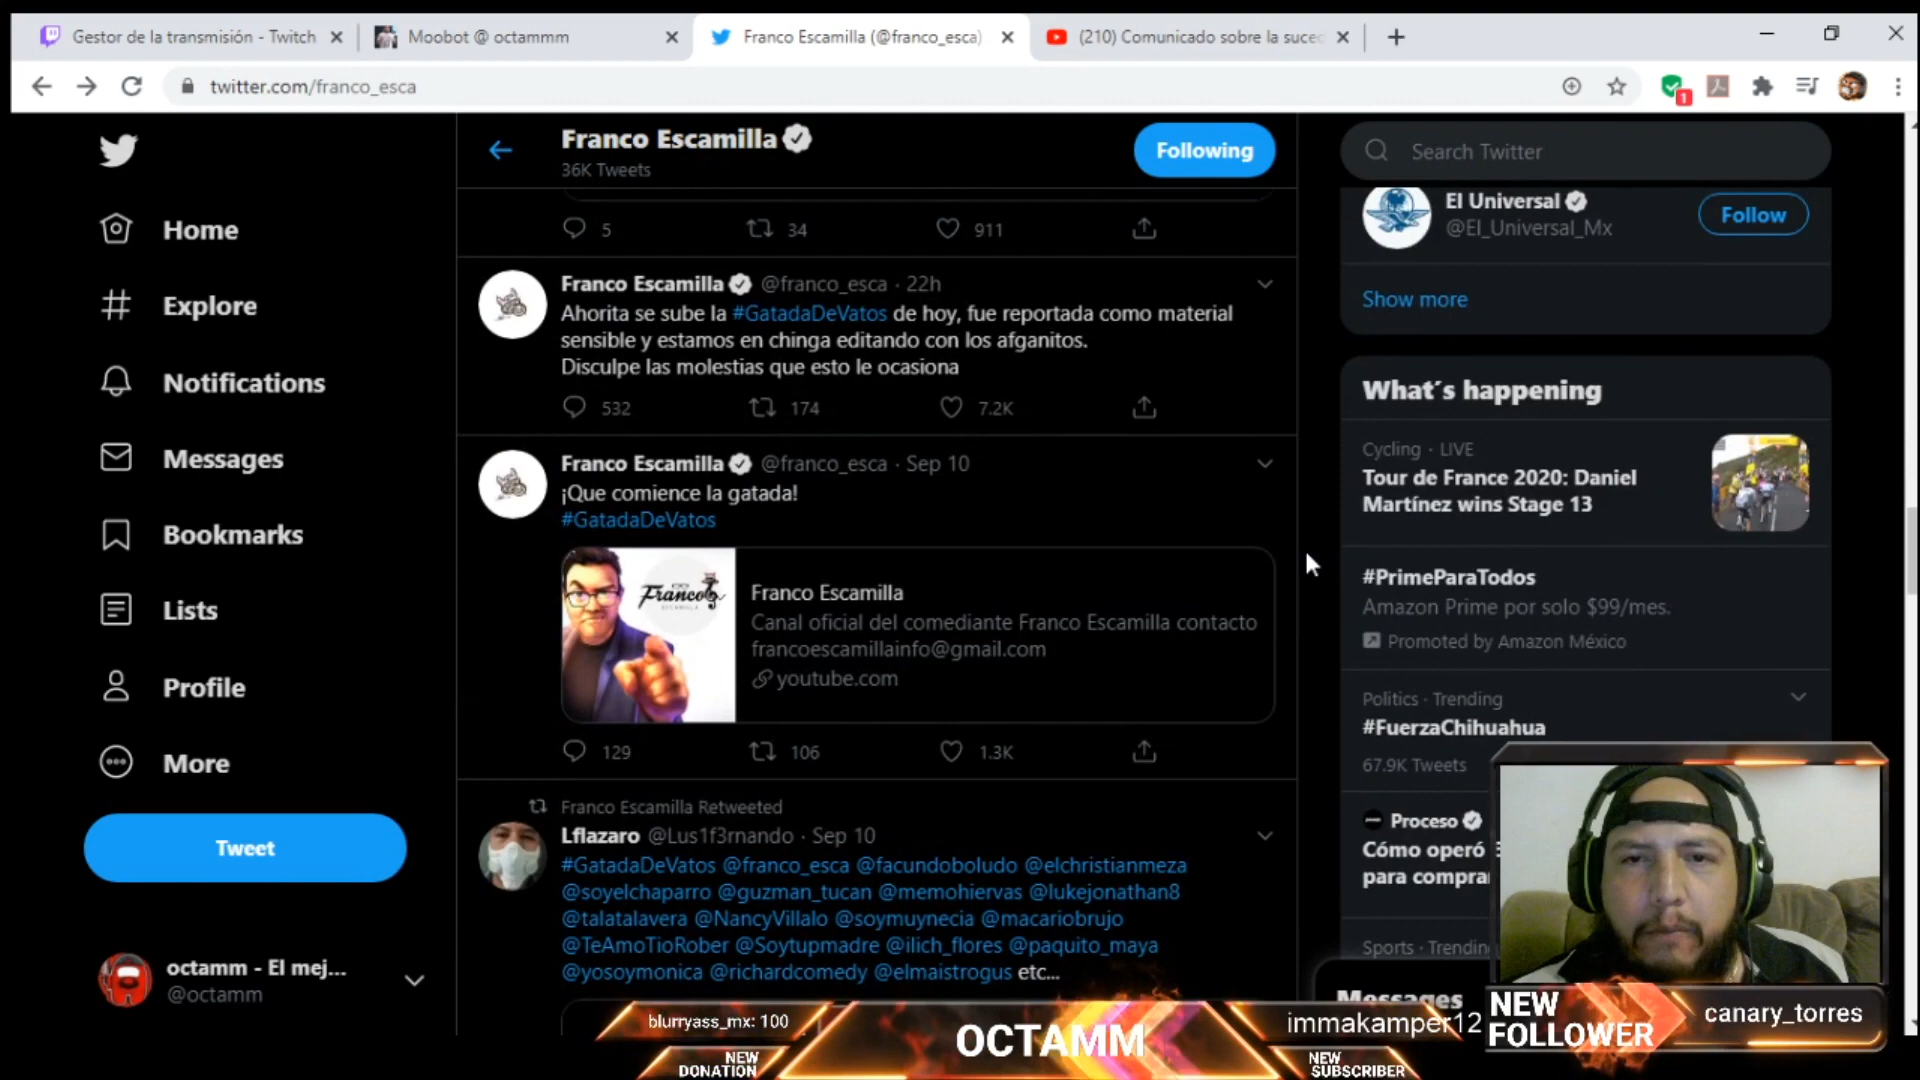 Gestor de la transmisión - Twitch
Moobot @ octammm
Franco Escamilla (@franco_esca)
(210) Comunicado sobre la suce
twitter.com/franco_esca
1
Home
Explore
Notifications
Messages
Bookmarks
Lists
Profile
More
Tweet
octamm - El mej...
@octamm
Franco Escamilla
36K Tweets
Following
5 34 911
Franco Escamilla @franco_esca · 22h
Ahorita se sube la #GatadaDeVatos de hoy, fue reportada como material
sensible y estamos en chinga editando con los afganitos.
Disculpe las molestias que esto le ocasiona
532 174 7.2K
Franco Escamilla @franco_esca · Sep 10
¡Que comience la gatada!
#GatadaDeVatos
Franco
ESCAMILLA
Franco Escamilla
Canal oficial del comediante Franco Escamilla contacto
francoescamillainfo@gmail.com
youtube.com
129 106 1.3K
Franco Escamilla Retweeted
Lflazaro @Lus1f3rnando · Sep 10
#GatadaDeVatos @franco_esca @facundoboludo @elchristianmeza
@soyelchaparro @guzman_tucan @memohiervas @lukejonathan8
@talatalavera @NancyVillalo @soymuynecia @macariobrujo
@TeAmoTioRober @Soytupmadre @ilich_flores @paquito_maya
@yosoymonica @richardcomedy @elmaistrogus etc...
Search Twitter
El Universal
@El_Universal_Mx
Follow
Show more
What´s happening
Cycling · LIVE
Tour de France 2020: Daniel
Martínez wins Stage 13
#PrimeParaTodos
Amazon Prime por solo $99/mes.
Promoted by Amazon México
Politics · Trending
#FuerzaChihuahua
67.9K Tweets
Proceso
Cómo operó
para compra
Sports · Trendin
Messages
blurryass_mx: 100
NEW
DONATION
OCTAMM
immakamper12
NEW
SUBSCRIBER
NEW
FOLLOWER
canary_torres